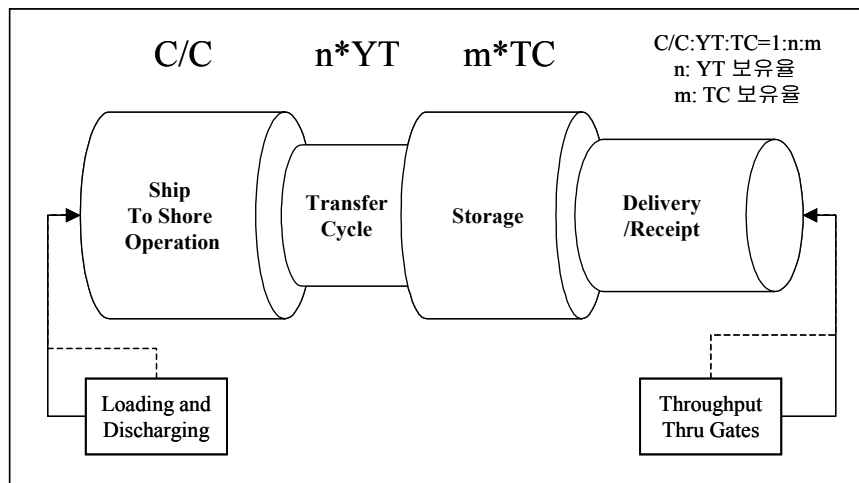 C/C
n*YT
m*TC
C/C:YT:TC=1:n:m
n: YT 보유율
m: TC 보유율
Ship
To Shore
Operation
Transfer
Cycle
Storage
Delivery
/Receipt
Loading and
Discharging
Throughput
Thru Gates